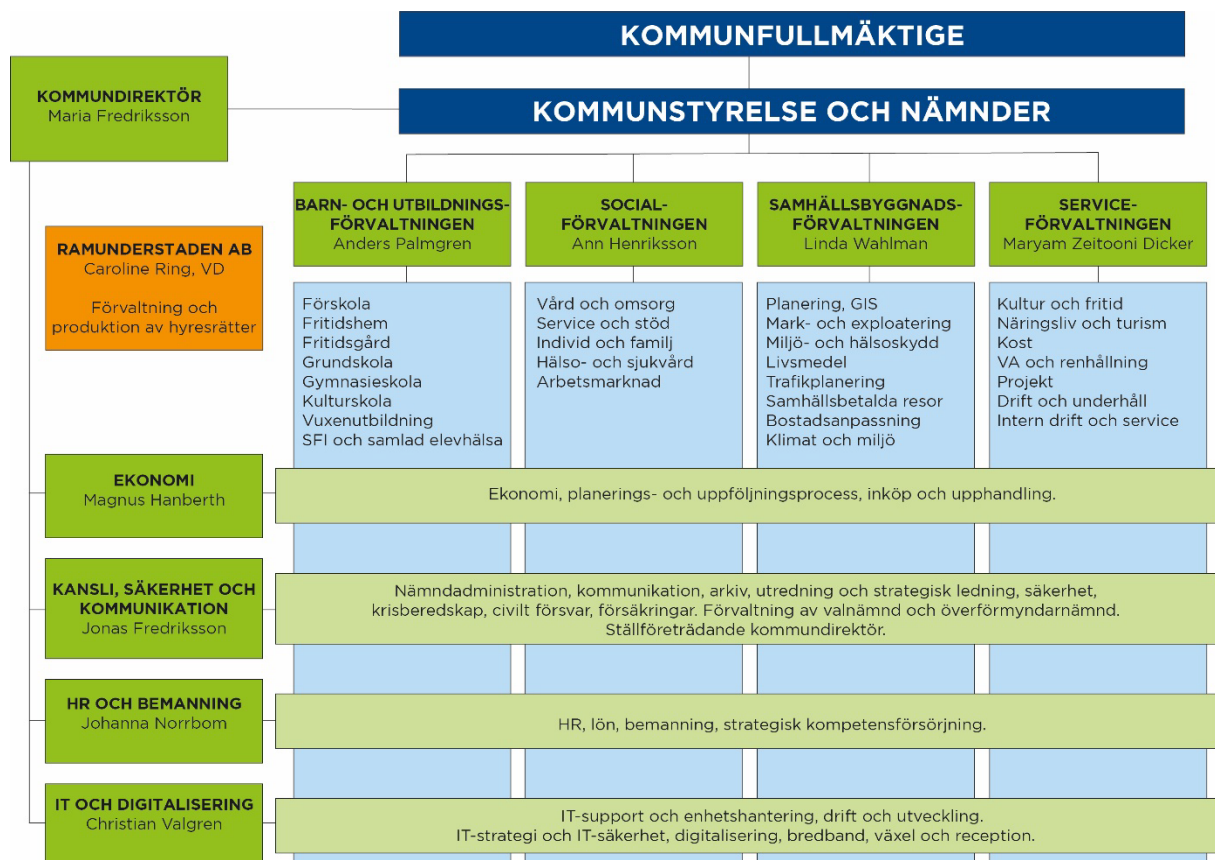 KOMMUNFULLMÄKTIGE
KOMMUNDIREKTÖR
Maria Fredriksson
KOMMUNSTYRELSE OCH NÄMNDER
RAMUNDERSTADEN AB
Caroline Ring, VD
Förvaltning och
produktion av hyresrätter
BARN- OCH UTBILDNINGS-
FÖRVALTNINGEN
Anders Palmgren
Förskola
Fritidshem
Fritidsgård
Grundskola
Gymnasieskola
Kulturskola
Vuxenutbildning
SFI och samlad elevhälsa
SOCIAL-
FÖRVALTNINGEN
Ann Henriksson
Vård och omsorg
Service och stöd
Individ och familj
Hälso- och sjukvård
Arbetsmarknad
SAMHÄLLSBYGGNADS-
FÖRVALTNINGEN
Linda Wahlman
Planering, GIS
Mark- och exploatering
Miljö- och hälsoskydd
Livsmedel
Trafikplanering
Samhällsbetalda resor
Bostadsanpassning
Klimat och miljö
SERVICE-
FÖRVALTNINGEN
Maryam Zeitooni Dicker
Kultur och fritid
Näringsliv och turism
Kost
VA och renhållning
Projekt
Drift och underhåll
Intern drift och service
EKONOMI
Magnus Hanberth
Ekonomi, planerings- och uppföljningsprocess, inköp och upphandling.
KANSLI, SÄKERHET OCH
KOMMUNIKATION
Jonas Fredriksson
Nämndadministration, kommunikation, arkiv, utredning och strategisk ledning, säkerhet,
krisberedskap, civilt försvar, försäkringar. Förvaltning av valnämnd och överförmyndarnämnd.
Ställföreträdande kommundirektör.
HR OCH BEMANNING
Johanna Norrbom
HR, lön, bemanning, strategisk kompetensförsörjning.
IT OCH DIGITALISERING
Christian Valgren
IT-support och enhetshantering, drift och utveckling.
IT-strategi och IT-säkerhet, digitalisering, bredband, växel och reception.